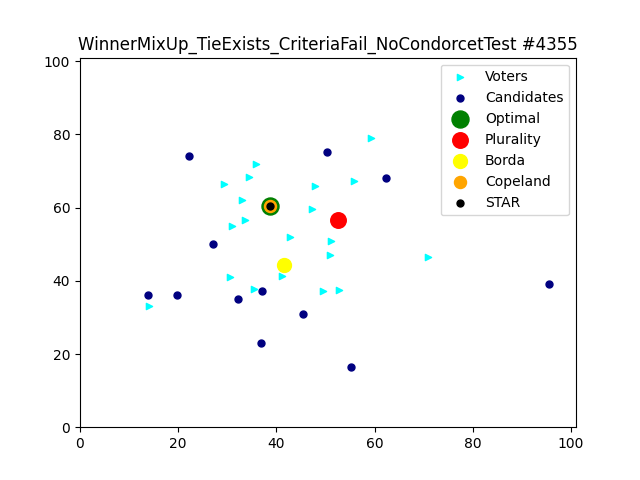 WinnerMixUp_TieExists_CriteriaFail_NoCondorcetTest #4355
100
80
60
40
20
0
0 20 40 60 80 100
Voters
Candidates
Optimal
Plurality
Borda
Copeland
STAR